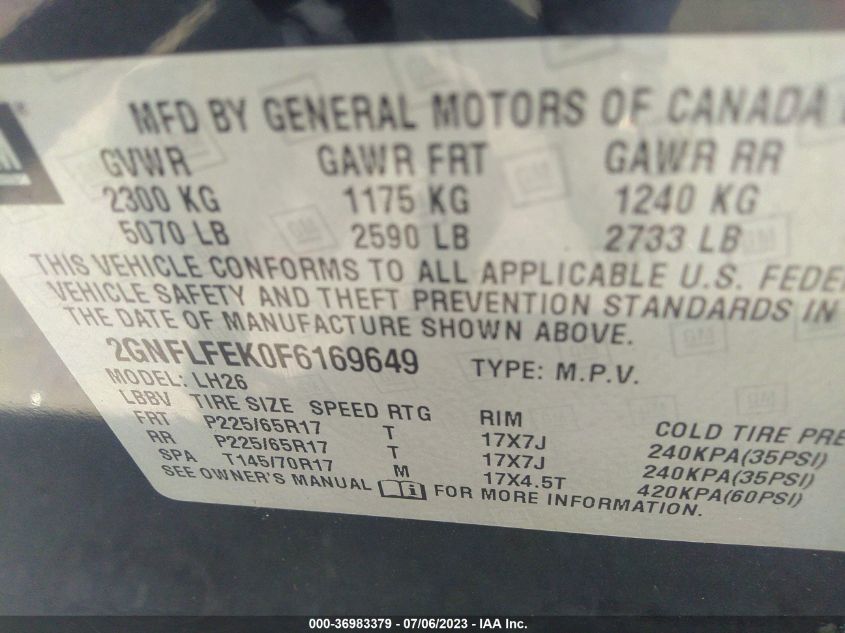 GM ®
MFD BY GENERAL MOTORS OF CANADA
GVWR GAWR FRT GAWR RR
2300 KG 1175 KG 1240 KG
5070 LB 2590 LB 2733 LB
THIS VEHICLE CONFORMS TO ALL APPLICABLE U.S. FEDE
VEHICLE SAFETY AND THEFT PREVENTION STANDARDS IN
THE DATE OF MANUFACTURE SHOWN ABOVE.
2GNFLFEK0F6169649 TYPE: M.P.V.
MODEL: LH26
LBBV TIRE SIZE SPEED RTG RIM COLD TIRE PRE
FRT P225/65R17 T 17X7J 240KPA(35PSI)
RR P225/65R17 T 17X7J 240KPA(35PSI)
SPA T145/70R17 M 17X4.5T 420KPA(60PSI)
SEE OWNER'S MANUAL FOR MORE INFORMATION.
000-36983379 / 07/06/2023 - IAA Inc.